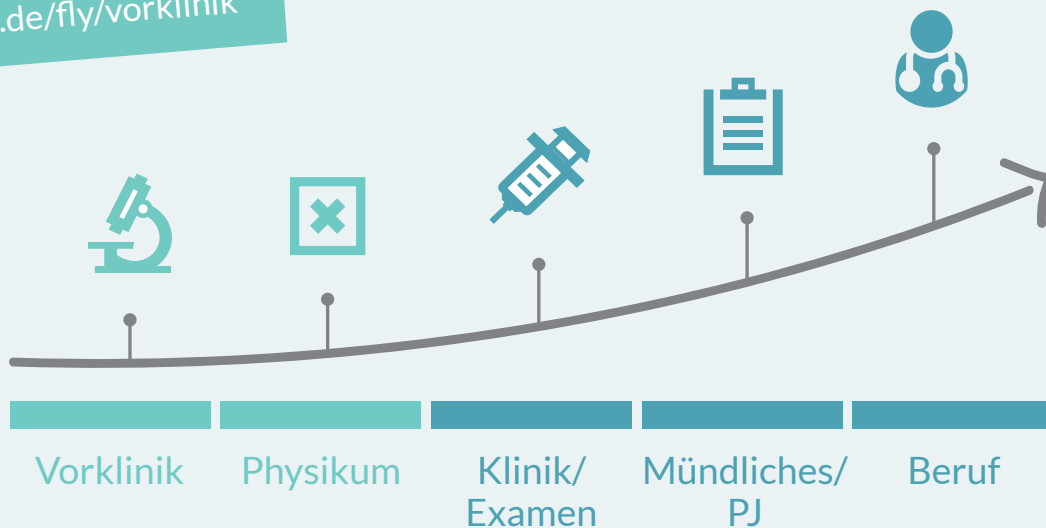 .de/fly/vorklinik
Vorklinik
Physikum
Klinik/
Examen
Mündliches/
PJ
Beruf